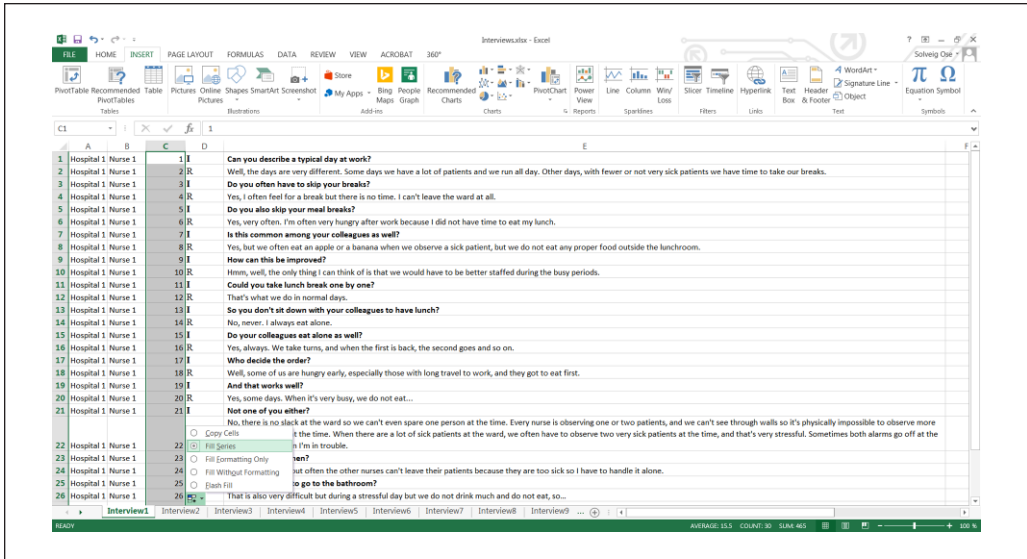 Interviews.xlsx - Excel
FILE HOME INSERT PAGE LAYOUT FORMULAS DATA REVIEW VIEW ACROBAT 360° Solveig Ose
PivotTable Recommended PivotTables Table Pictures Online Pictures Shapes SmartArt Screenshot Store My Apps Bing Maps People Graph Recommended Charts PivotChart Power View Line Column Win/Loss Slicer Timeline Hyperlink Text Box Header & Footer WordArt Signature Line Object Equation Symbol
Tables Illustrations Add-ins Charts Reports Sparklines Filters Links Text Symbols
C1 fx 1
A B C D E F
1 Hospital 1 Nurse 1 1 I Can you describe a typical day at work?
2 Hospital 1 Nurse 1 2 R Well, the days are very different. Some days we have a lot of patients and we run all day. Other days, with fewer or not very sick patients we have time to take our breaks.
3 Hospital 1 Nurse 1 3 I Do you often have to skip your breaks?
4 Hospital 1 Nurse 1 4 R Yes, I often feel for a break but there is no time. I can't leave the ward at all.
5 Hospital 1 Nurse 1 5 I Do you also skip your meal breaks?
6 Hospital 1 Nurse 1 6 R Yes, very often. I'm often very hungry after work because I did not have time to eat my lunch.
7 Hospital 1 Nurse 1 7 I Is this common among your colleagues as well?
8 Hospital 1 Nurse 1 8 R Yes, but we often eat an apple or a banana when we observe a sick patient, but we do not eat any proper food outside the lunchroom.
9 Hospital 1 Nurse 1 9 I How can this be improved?
10 Hospital 1 Nurse 1 10 R Hmm, well, the only thing I can think of is that we would have to be better staffed during the busy periods.
11 Hospital 1 Nurse 1 11 I Could you take lunch break one by one?
12 Hospital 1 Nurse 1 12 R That's what we do in normal days.
13 Hospital 1 Nurse 1 13 I So you don't sit down with your colleagues to have lunch?
14 Hospital 1 Nurse 1 14 R No, never. I always eat alone.
15 Hospital 1 Nurse 1 15 I Do your colleagues eat alone as well?
16 Hospital 1 Nurse 1 16 R Yes, always. We take turns, and when the first is back, the second goes and so on.
17 Hospital 1 Nurse 1 17 I Who decide the order?
18 Hospital 1 Nurse 1 18 R Well, some of us are hungry early, especially those with long travel to work, and they got to eat first.
19 Hospital 1 Nurse 1 19 I And that works well?
20 Hospital 1 Nurse 1 20 R Yes, some days. When it's very busy, we do not eat...
21 Hospital 1 Nurse 1 21 I Not one of you either?
No, there is no slack at the ward so we can't even spare one person at the time. Every nurse is observing one or two patients, and we can't see through walls so it's physically impossible to observe more
Copy Cells t the time. When there are a lot of sick patients at the ward, we often have to observe two very sick patients at the time, and that's very stressful. Sometimes both alarms go off at the
22 Hospital 1 Nurse 1 22 Fill Series I'm in trouble.
23 Hospital 1 Nurse 1 23 Fill Formatting Only hen?
24 Hospital 1 Nurse 1 24 Fill Without Formatting out often the other nurses can't leave their patients because they are too sick so I have to handle it alone.
25 Hospital 1 Nurse 1 25 Flash Fill to go to the bathroom?
26 Hospital 1 Nurse 1 26 That is also very difficult but during a stressful day but we do not drink much and do not eat, so...
Interview1 Interview2 Interview3 Interview4 Interview5 Interview6 Interview7 Interview8 Interview9 ...
READY AVERAGE: 15.5 COUNT: 30 SUM: 465 100 %